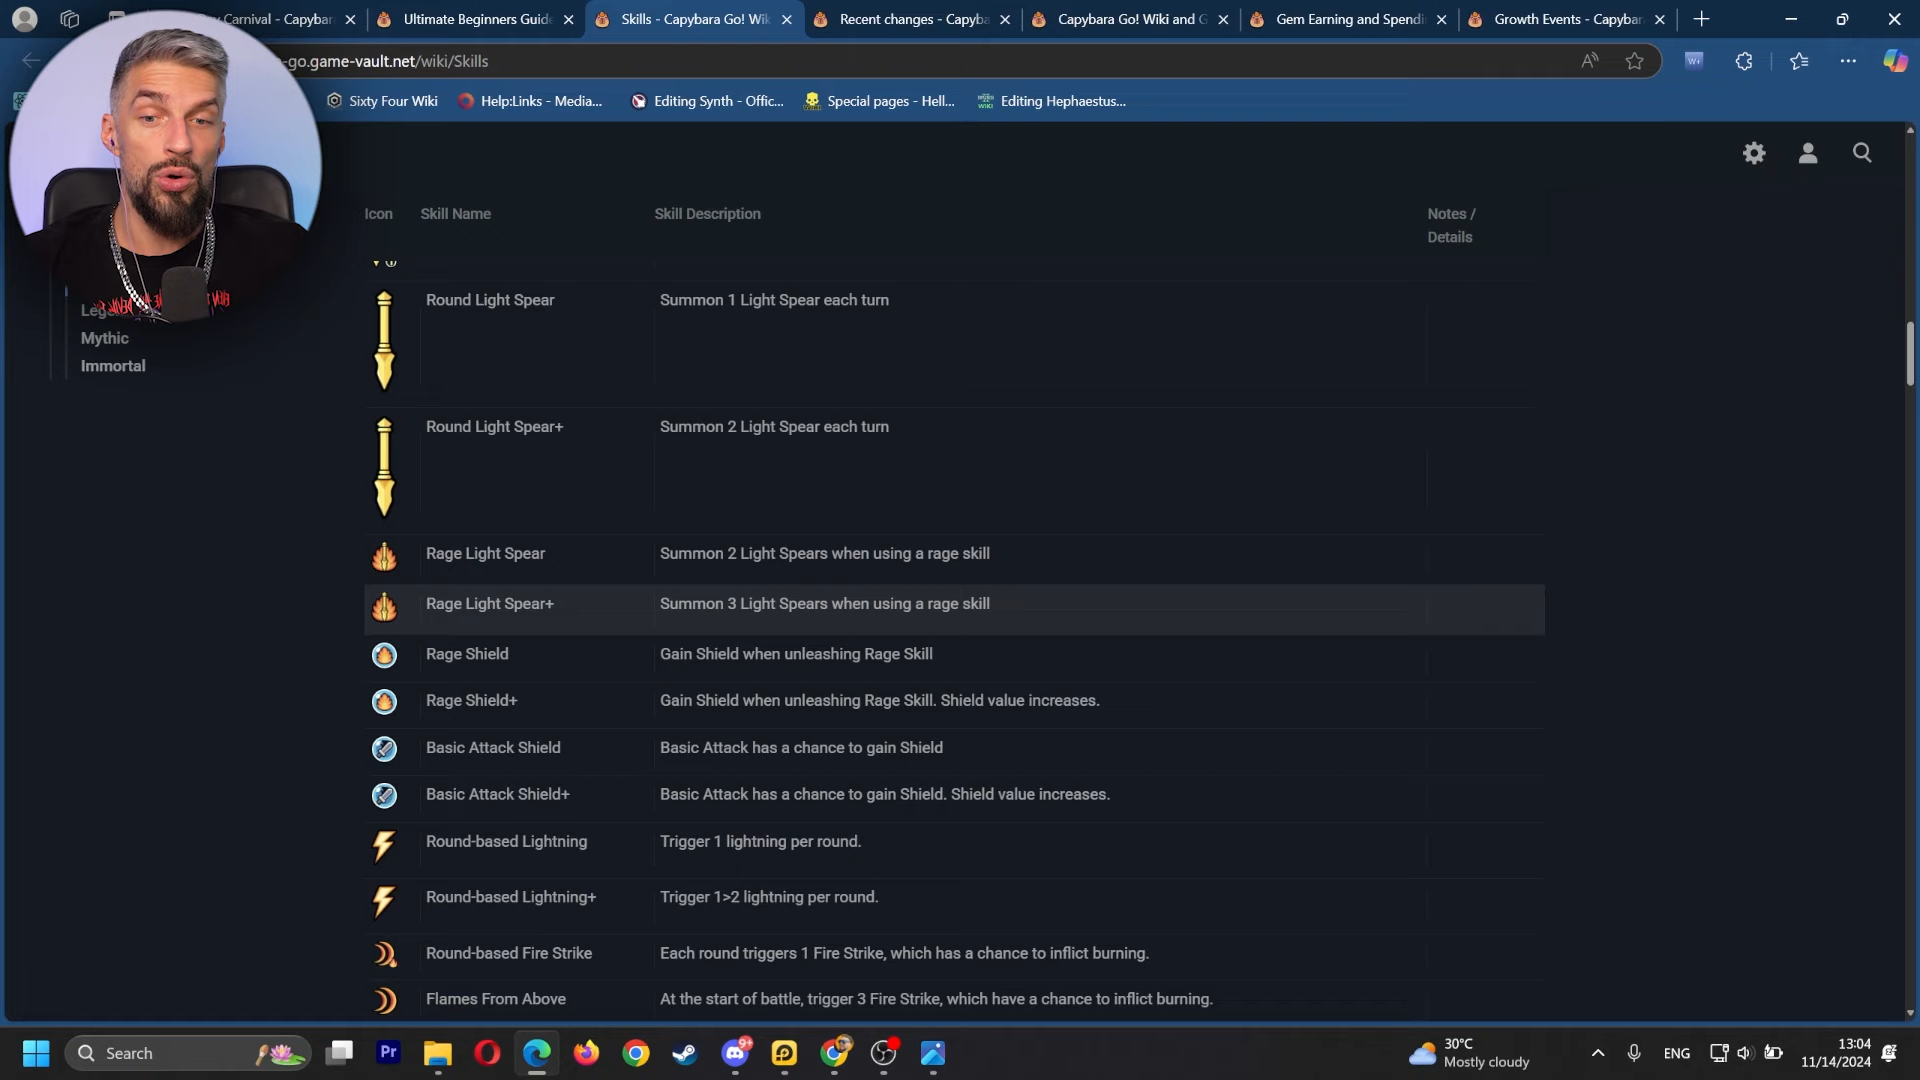 y Carnival - Capybar
Ultimate Beginners Guide
Skills - Capybara Go! Wik
Recent changes - Capyba
Capybara Go! Wiki and G
Gem Earning and Spendi
Growth Events - Capybar
-go.game-vault.net/wiki/Skills
Sixty Four Wiki
Help:Links - Media...
Editing Synth - Offic...
Special pages - Hell...
Editing Hephaestus...
Icon
Skill Name
Skill Description
Notes /
Details
Lege
Mythic
Immortal
Round Light Spear
Summon 1 Light Spear each turn
Round Light Spear+
Summon 2 Light Spear each turn
Rage Light Spear
Summon 2 Light Spears when using a rage skill
Rage Light Spear+
Summon 3 Light Spears when using a rage skill
Rage Shield
Gain Shield when unleashing Rage Skill
Rage Shield+
Gain Shield when unleashing Rage Skill. Shield value increases.
Basic Attack Shield
Basic Attack has a chance to gain Shield
Basic Attack Shield+
Basic Attack has a chance to gain Shield. Shield value increases.
Round-based Lightning
Trigger 1 lightning per round.
Round-based Lightning+
Trigger 1>2 lightning per round.
Round-based Fire Strike
Each round triggers 1 Fire Strike, which has a chance to inflict burning.
Flames From Above
At the start of battle, trigger 3 Fire Strike, which have a chance to inflict burning.
Search
Pr
9+
30°C
Mostly cloudy
ENG
13:04
11/14/2024